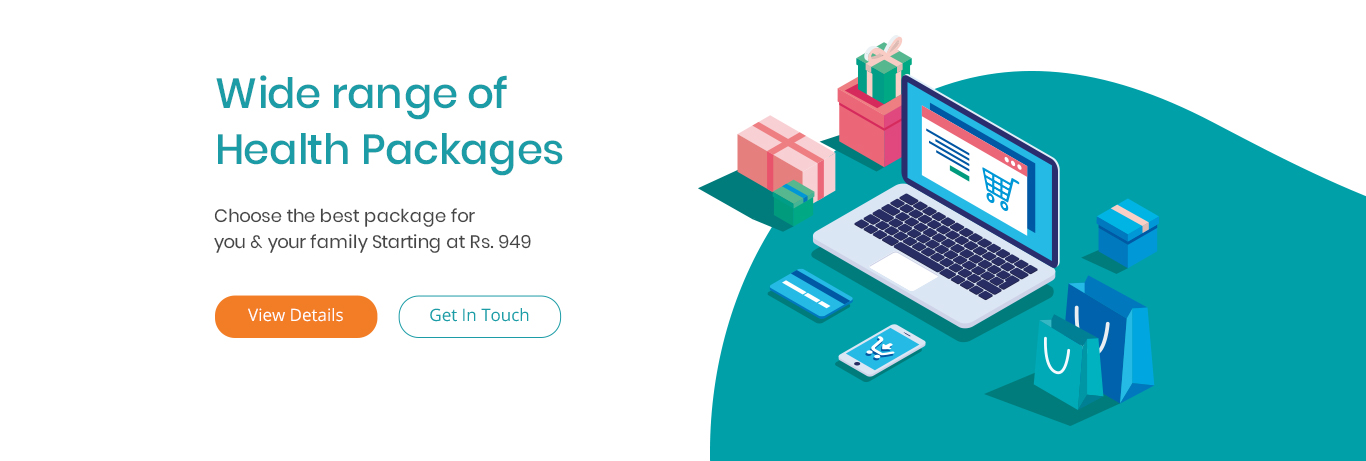 Wide range of
Health Packages
Choose the best package for
you & your family Starting at Rs. 949
View Details
Get In Touch